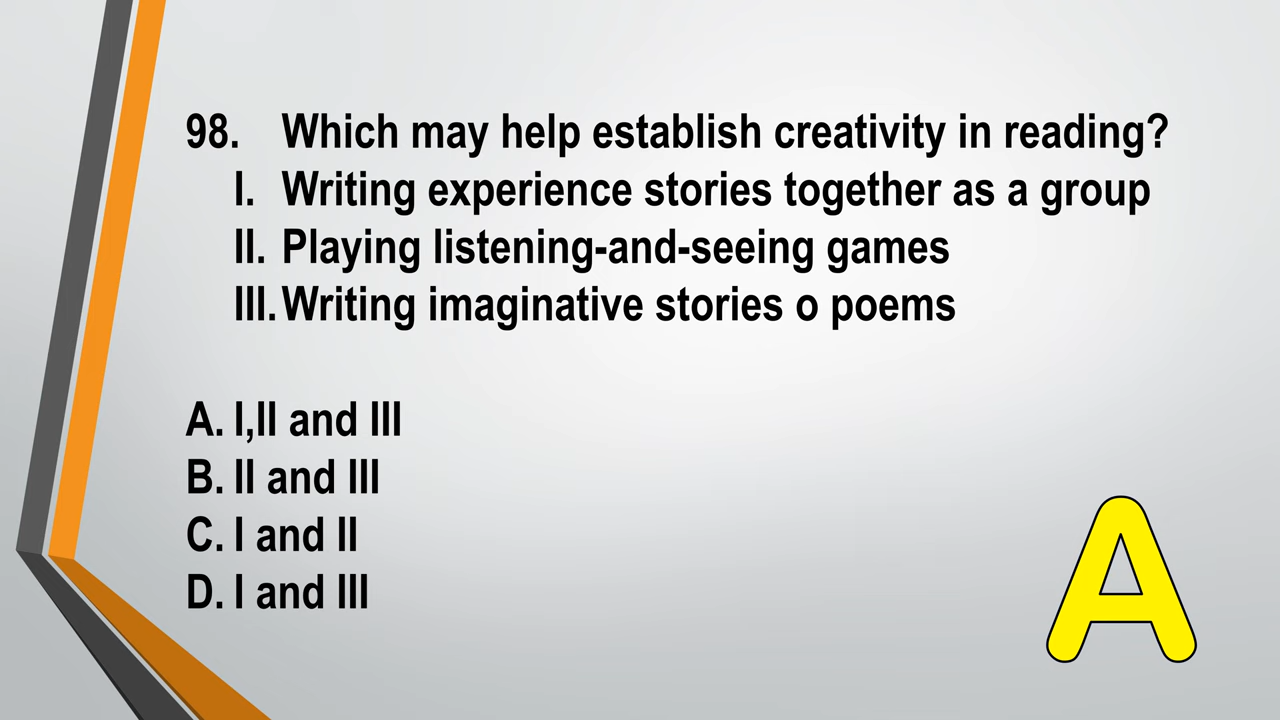 98. Which may help establish creativity in reading?
I. Writing experience stories together as a group
II. Playing listening-and-seeing games
III. Writing imaginative stories o poems
A. I,II and III
B. II and III
C. I and II
D. I and III
A